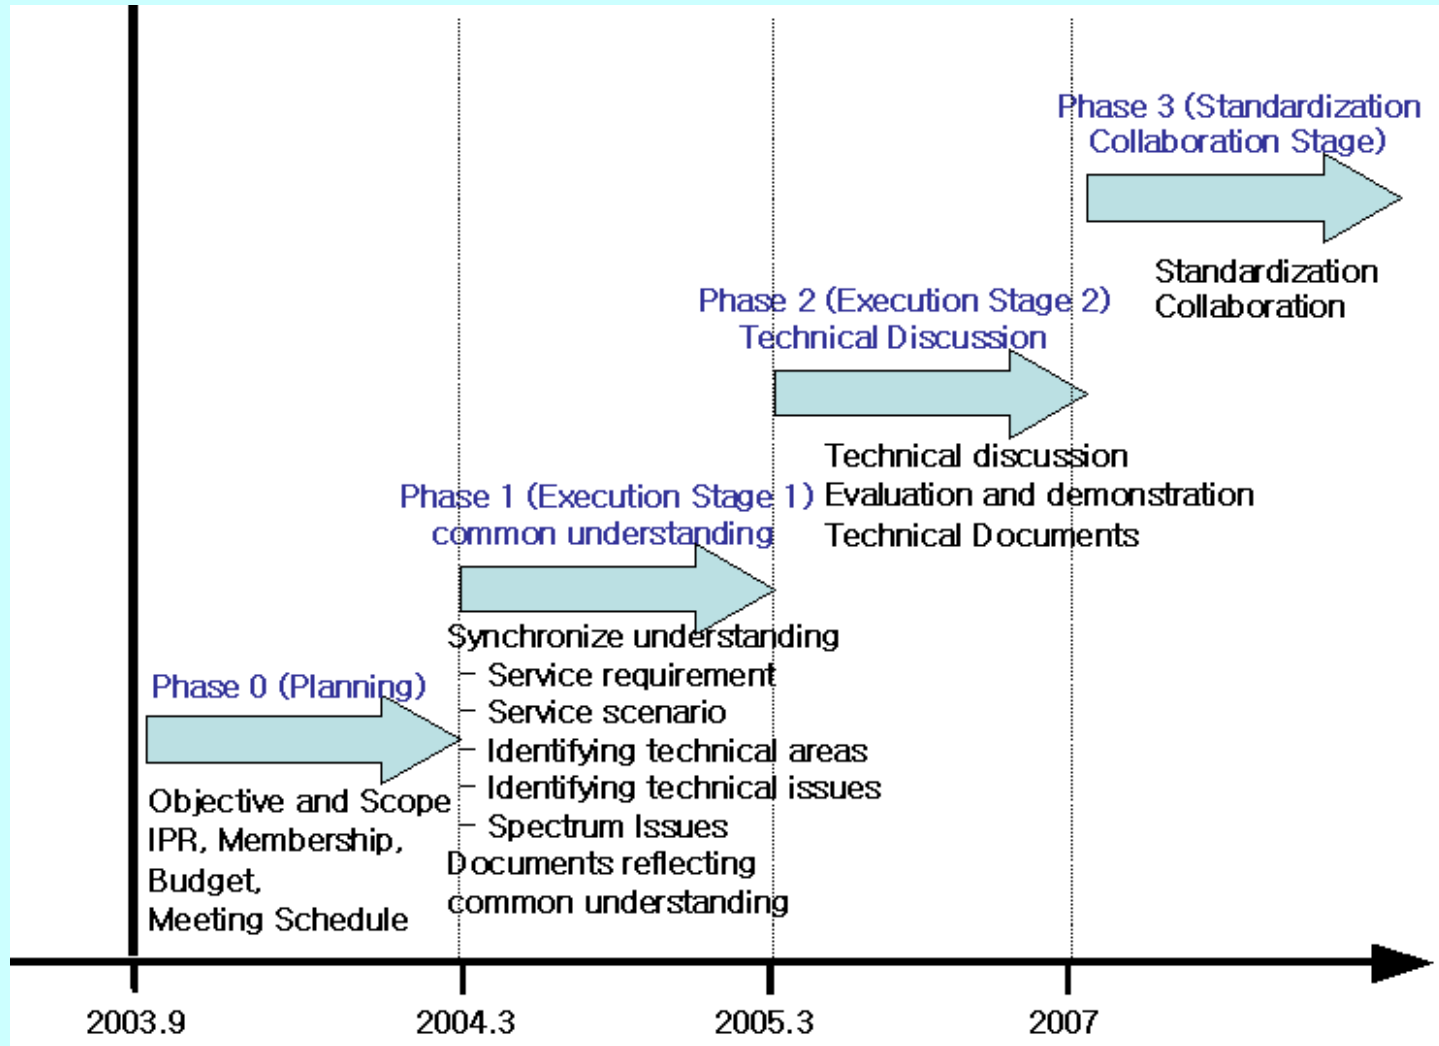 Phase 3 (Standardization
Collaboration Stage)
Standardization
Collaboration
Phase 2 (Execution Stage 2)
Technical Discussion
Technical discussion
Evaluation and demonstration
Technical Documents
Phase 1 (Execution Stage 1)
common understanding
Synchronize understanding
– Service requirement
– Service scenario
– Identifying technical areas
– Identifying technical issues
– Spectrum Issues
Documents reflecting
common understanding
Phase 0 (Planning)
Objective and Scope
IPR, Membership,
Budget,
Meeting Schedule
2003.9
2004.3
2005.3
2007